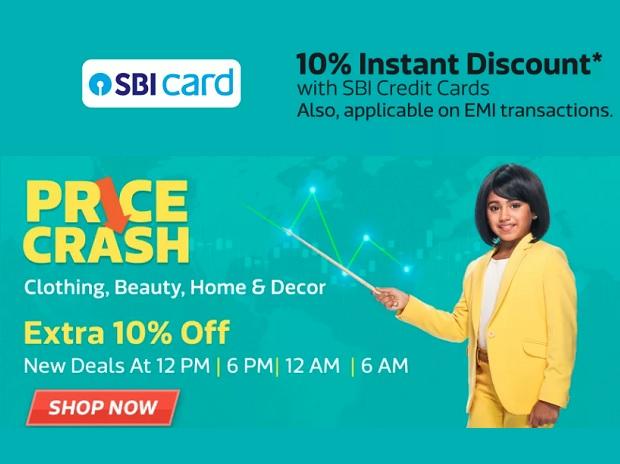 SBI card
10% Instant Discount*
with SBI Credit Cards
Also, applicable on EMI transactions.
PRICE
CRASH
Clothing, Beauty, Home & Decor
Extra 10% Off
New Deals At 12 PM | 6 PM| 12 AM | 6 AM
SHOP NOW